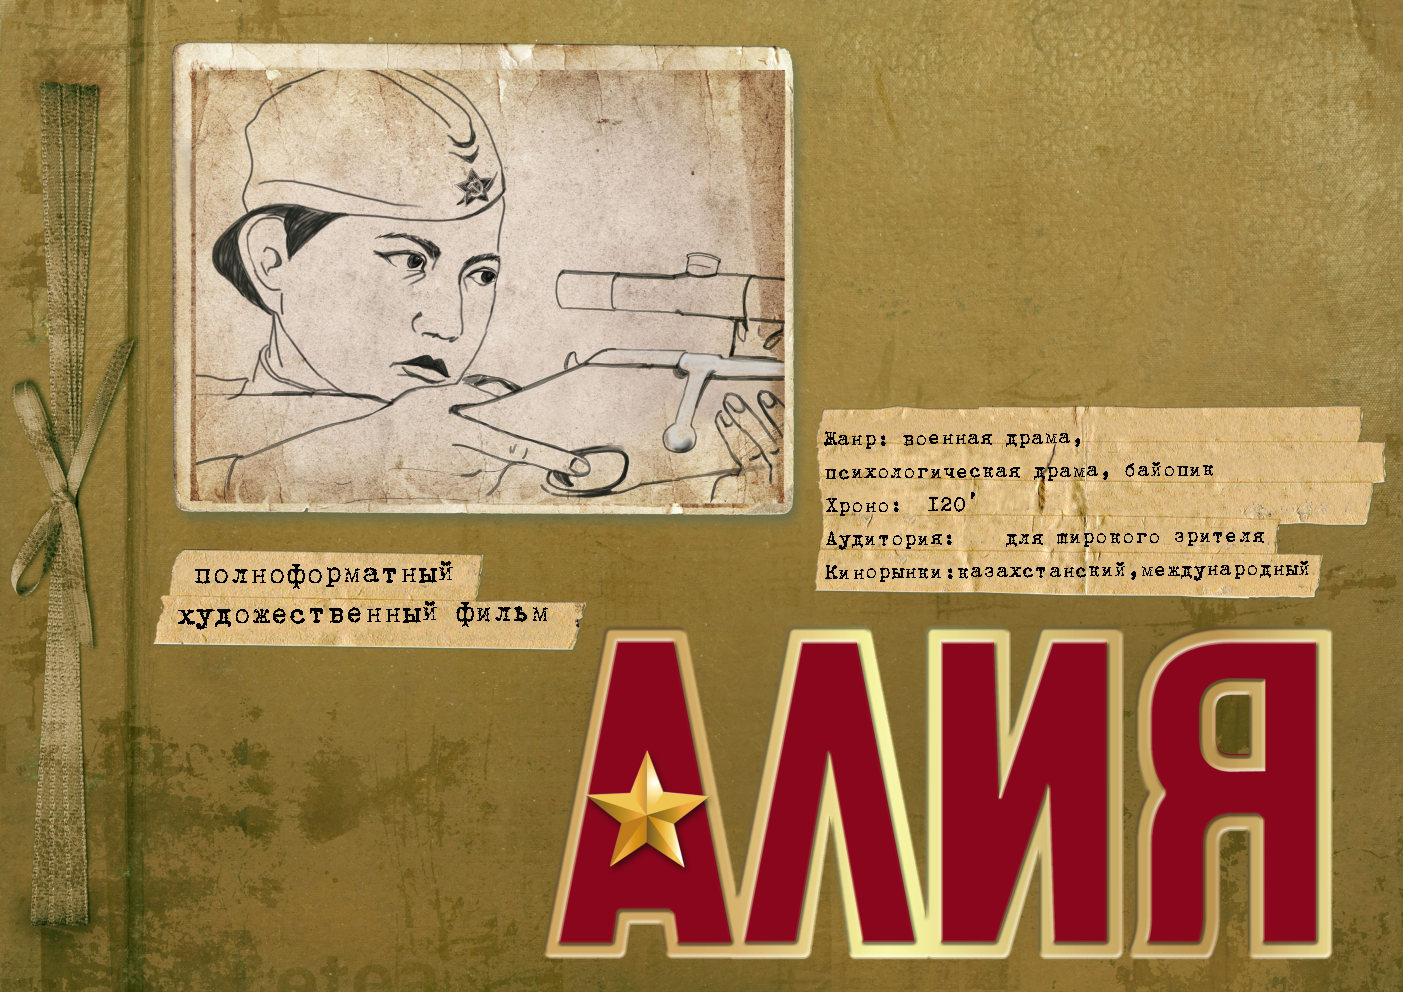 Жанр: военная драма,
психологическая драма, байопик
Хроно: 120'
Аудитория: для широкого зрителя
Кинорынки:казахстанский,международный
полноформатный
художественный фильм
АЛИЯ